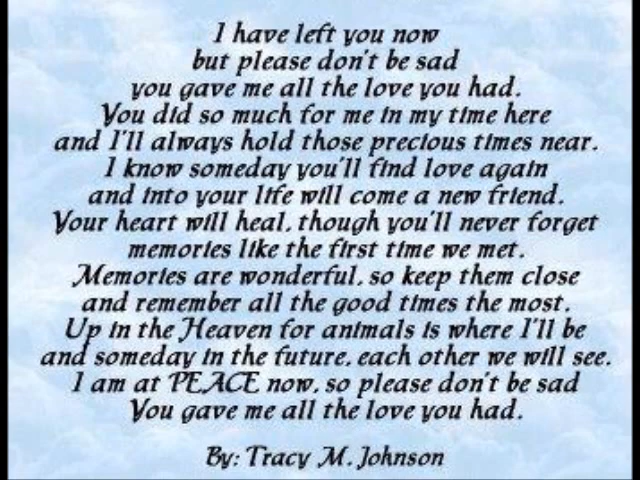 I have left you now
but please don't be sad
you gave me all the love you had.
You did so much for me in my time here
and I'll always hold those precious times near.
I know someday you'll find love again
and into your life will come a new friend.
Your heart will heal, though you'll never forget
memories like the first time we met.
Memories are wonderful, so keep them close
and remember all the good times the most.
Up in the Heaven for animals is where I'll be
and someday in the future, each other we will see.
I am at PEACE now, so please don't be sad
You gave me all the love you had.
By: Tracy M. Johnson